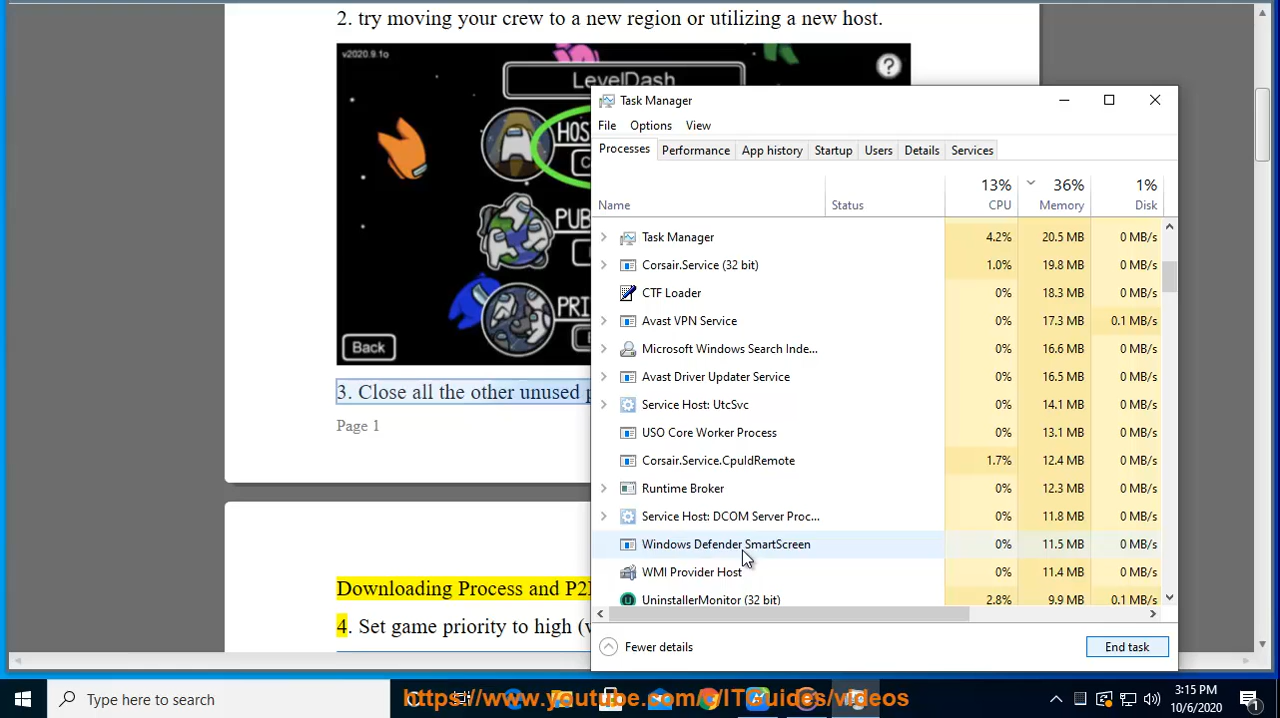 2. try moving your crew to a new region or utilizing a new host.
v2020.9.1o
?
LevelDash
HOS
PUB
PRI
Back
3. Close all the other unused p
Page 1
Downloading Process and P2
4. Set game priority to high (
Task Manager
File Options View
Processes Performance App history Startup Users Details Services
13% 36% 1%
Name Status CPU Memory Disk
Task Manager 4.2% 20.5 MB 0 MB/s
Corsair.Service (32 bit) 1.0% 19.8 MB 0 MB/s
CTF Loader 0% 18.3 MB 0 MB/s
Avast VPN Service 0% 17.3 MB 0.1 MB/s
Microsoft Windows Search Inde... 0% 16.6 MB 0 MB/s
Avast Driver Updater Service 0% 16.5 MB 0 MB/s
Service Host: UtcSvc 0% 14.1 MB 0 MB/s
USO Core Worker Process 0% 13.1 MB 0 MB/s
Corsair.Service.CpuIdRemote 1.7% 12.4 MB 0 MB/s
Runtime Broker 0% 12.3 MB 0 MB/s
Service Host: DCOM Server Proc... 0% 11.8 MB 0 MB/s
Windows Defender SmartScreen 0% 11.5 MB 0 MB/s
WMI Provider Host 0% 11.4 MB 0 MB/s
UninstallerMonitor (32 bit) 2.8% 9.9 MB 0.1 MB/s
Fewer details End task
Type here to search
https://www.youtube.com/c/ITGuides/videos
3:15 PM
10/6/2020
1